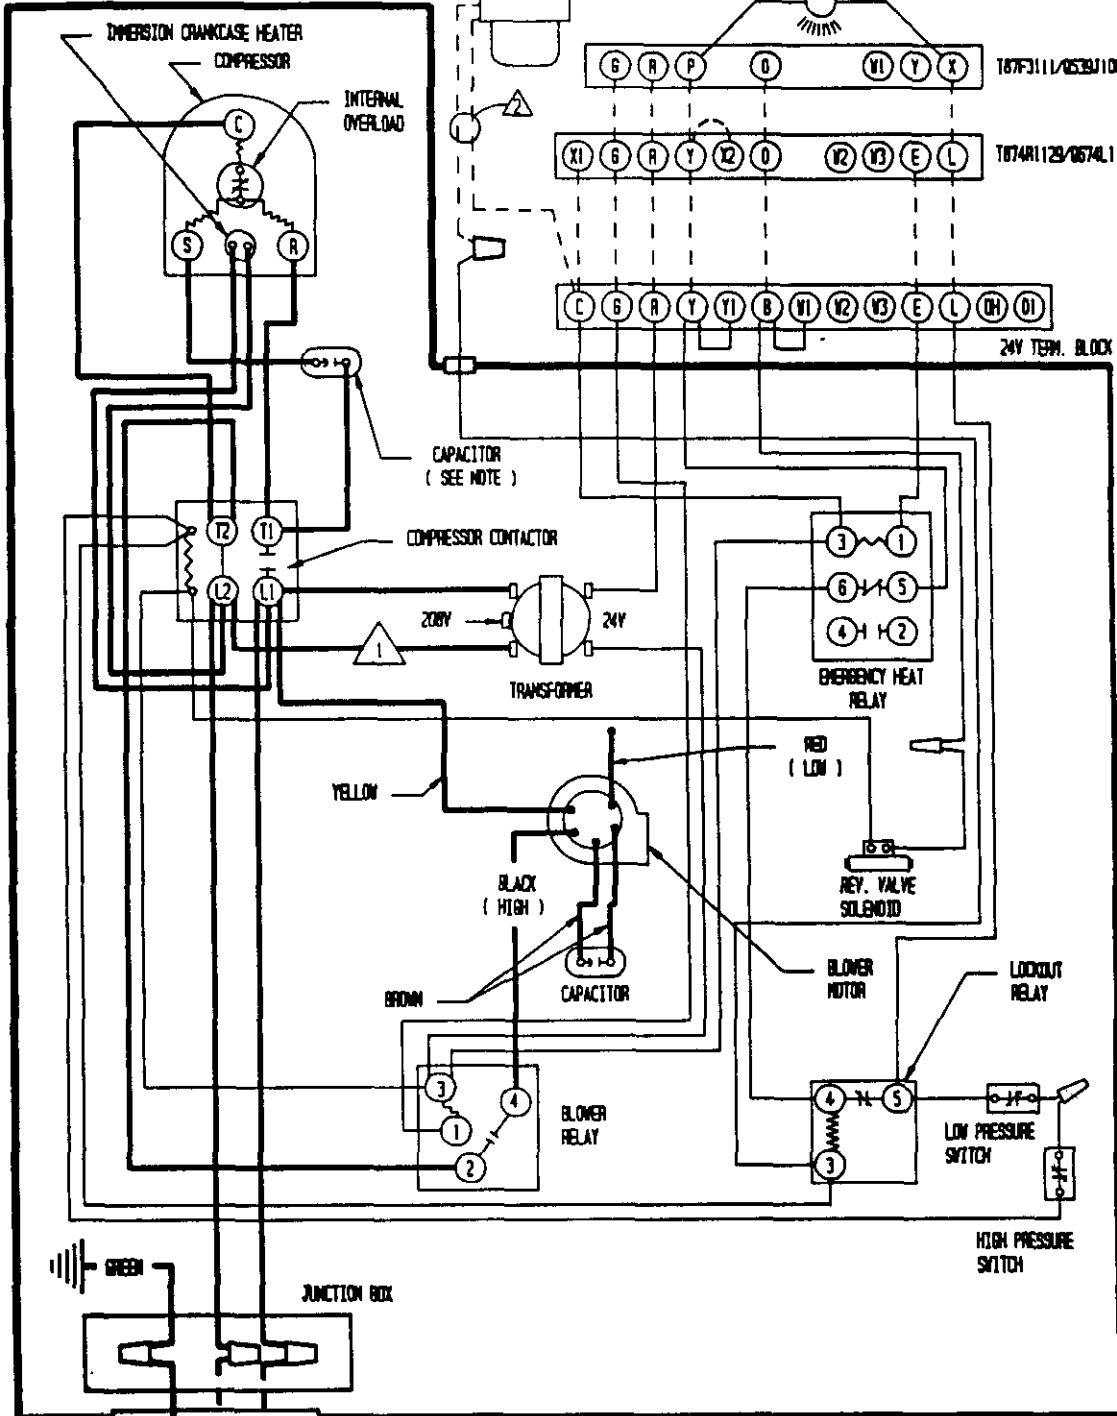 IMMERSION CRANKCASE HEATER
COMPRESSOR
INTERNAL
OVERLOAD
C
S
R
2
G R P O W1 Y X
X1 G R Y X2 O W2 W3 E L
C G R Y Y1 B W1 W2 W3 E L OH O1
24V TERM. BLOCK
CAPACITOR
( SEE NOTE )
COMPRESSOR CONTACTOR
T2 T1
L2 L1
208V
24V
1
TRANSFORMER
3 1
6 5
4 2
EMERGENCY HEAT
RELAY
RED
( LOW )
YELLOW
BLACK
( HIGH )
REV. VALVE
SOLENOID
BROWN
CAPACITOR
BLOWER
MOTOR
LOCKOUT
RELAY
3
4
1
2
BLOWER
RELAY
4 5
3
LOW PRESSURE
SWITCH
HIGH PRESSURE
SWITCH
GREEN
JUNCTION BOX